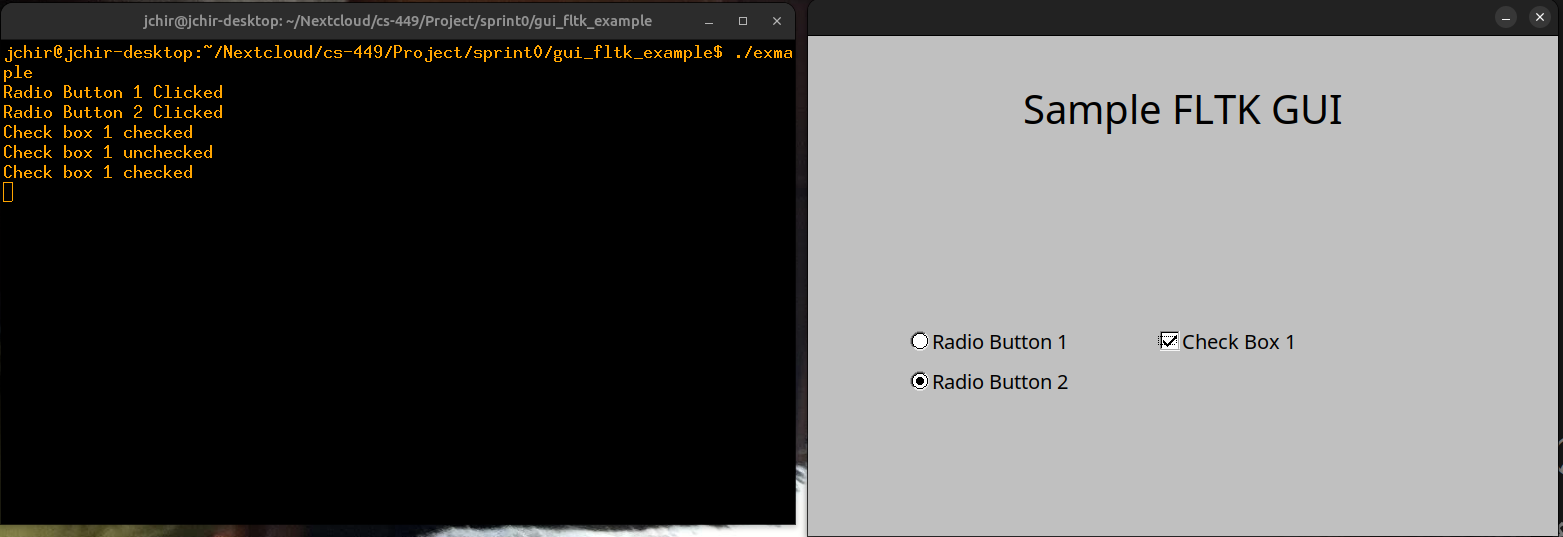 jchir@jchir-desktop: ~/Nextcloud/cs-449/Project/sprint0/gui_fltk_example
jchir@jchir-desktop:~/Nextcloud/cs-449/Project/sprint0/gui_fltk_example$ ./exma
ple
Radio Button 1 Clicked
Radio Button 2 Clicked
Check box 1 checked
Check box 1 unchecked
Check box 1 checked
Sample FLTK GUI
Radio Button 1
Check Box 1
Radio Button 2